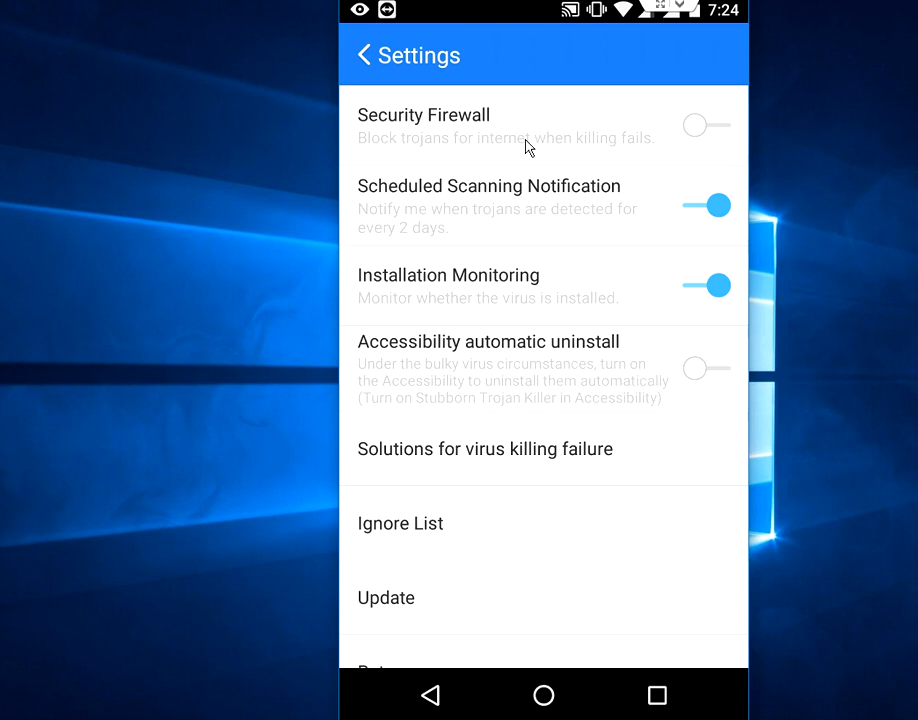 7:24
Settings
Security Firewall
Block trojans for internet when killing fails.
Scheduled Scanning Notification
Notify me when trojans are detected for
every 2 days.
Installation Monitoring
Monitor whether the virus is installed.
Accessibility automatic uninstall
Under the bulky virus circumstances, turn on
the Accessibility to uninstall them automatically
(Turn on Stubborn Trojan Killer in Accessibility)
Solutions for virus killing failure
Ignore List
Update